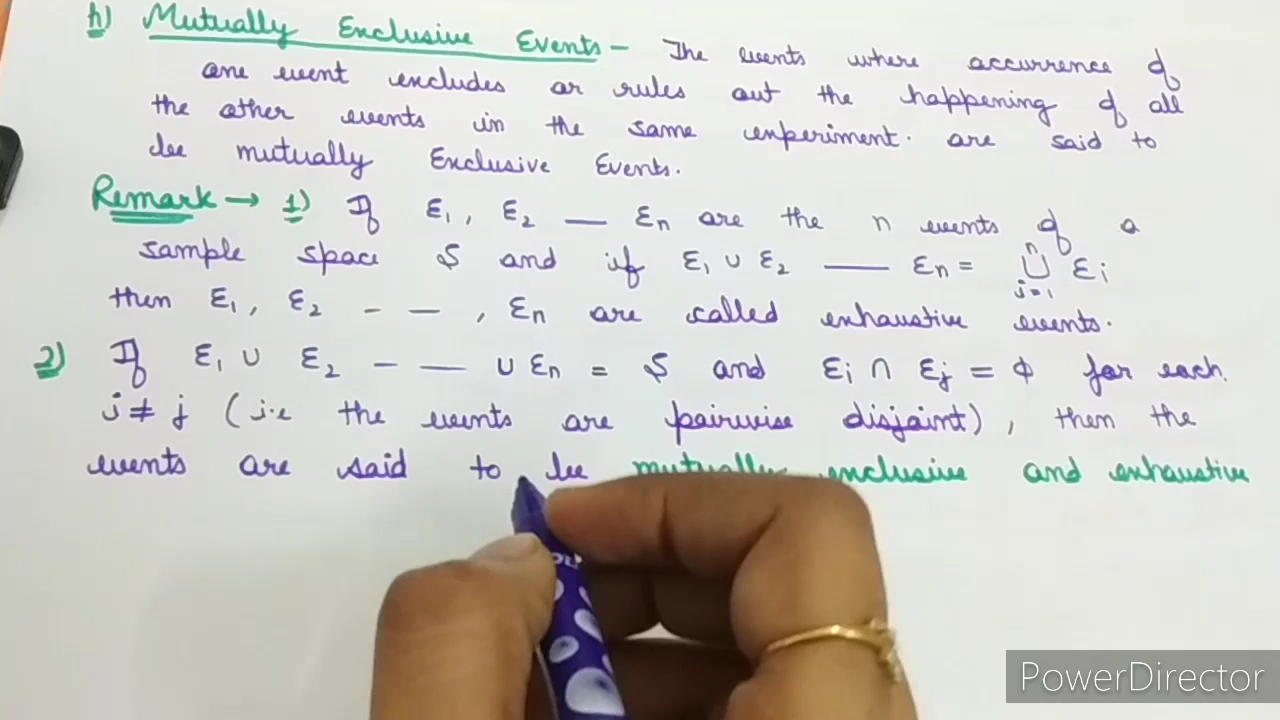 h) Mutually Exclusive Events - The events where occurrence of
one event excludes or rules out the happening of all
the other events in the same experiment. are said to
be mutually Exclusive Events.
Remark → 1) If E₁, E₂ — Eₙ are the n events of a
sample space S and if E₁ ∪ E₂ —— Eₙ = ⋃ⁿᵢ₌₁ Eᵢ
then E₁, E₂ - - , Eₙ are called exhaustive events.
2) If E₁ ∪ E₂ - — ∪ Eₙ = S and Eᵢ ∩ Eⱼ = ϕ for each
i ≠ j (i.e the events are pairwise disjoint), then the
events are said to be mutually exclusive and exhaustive
PowerDirector